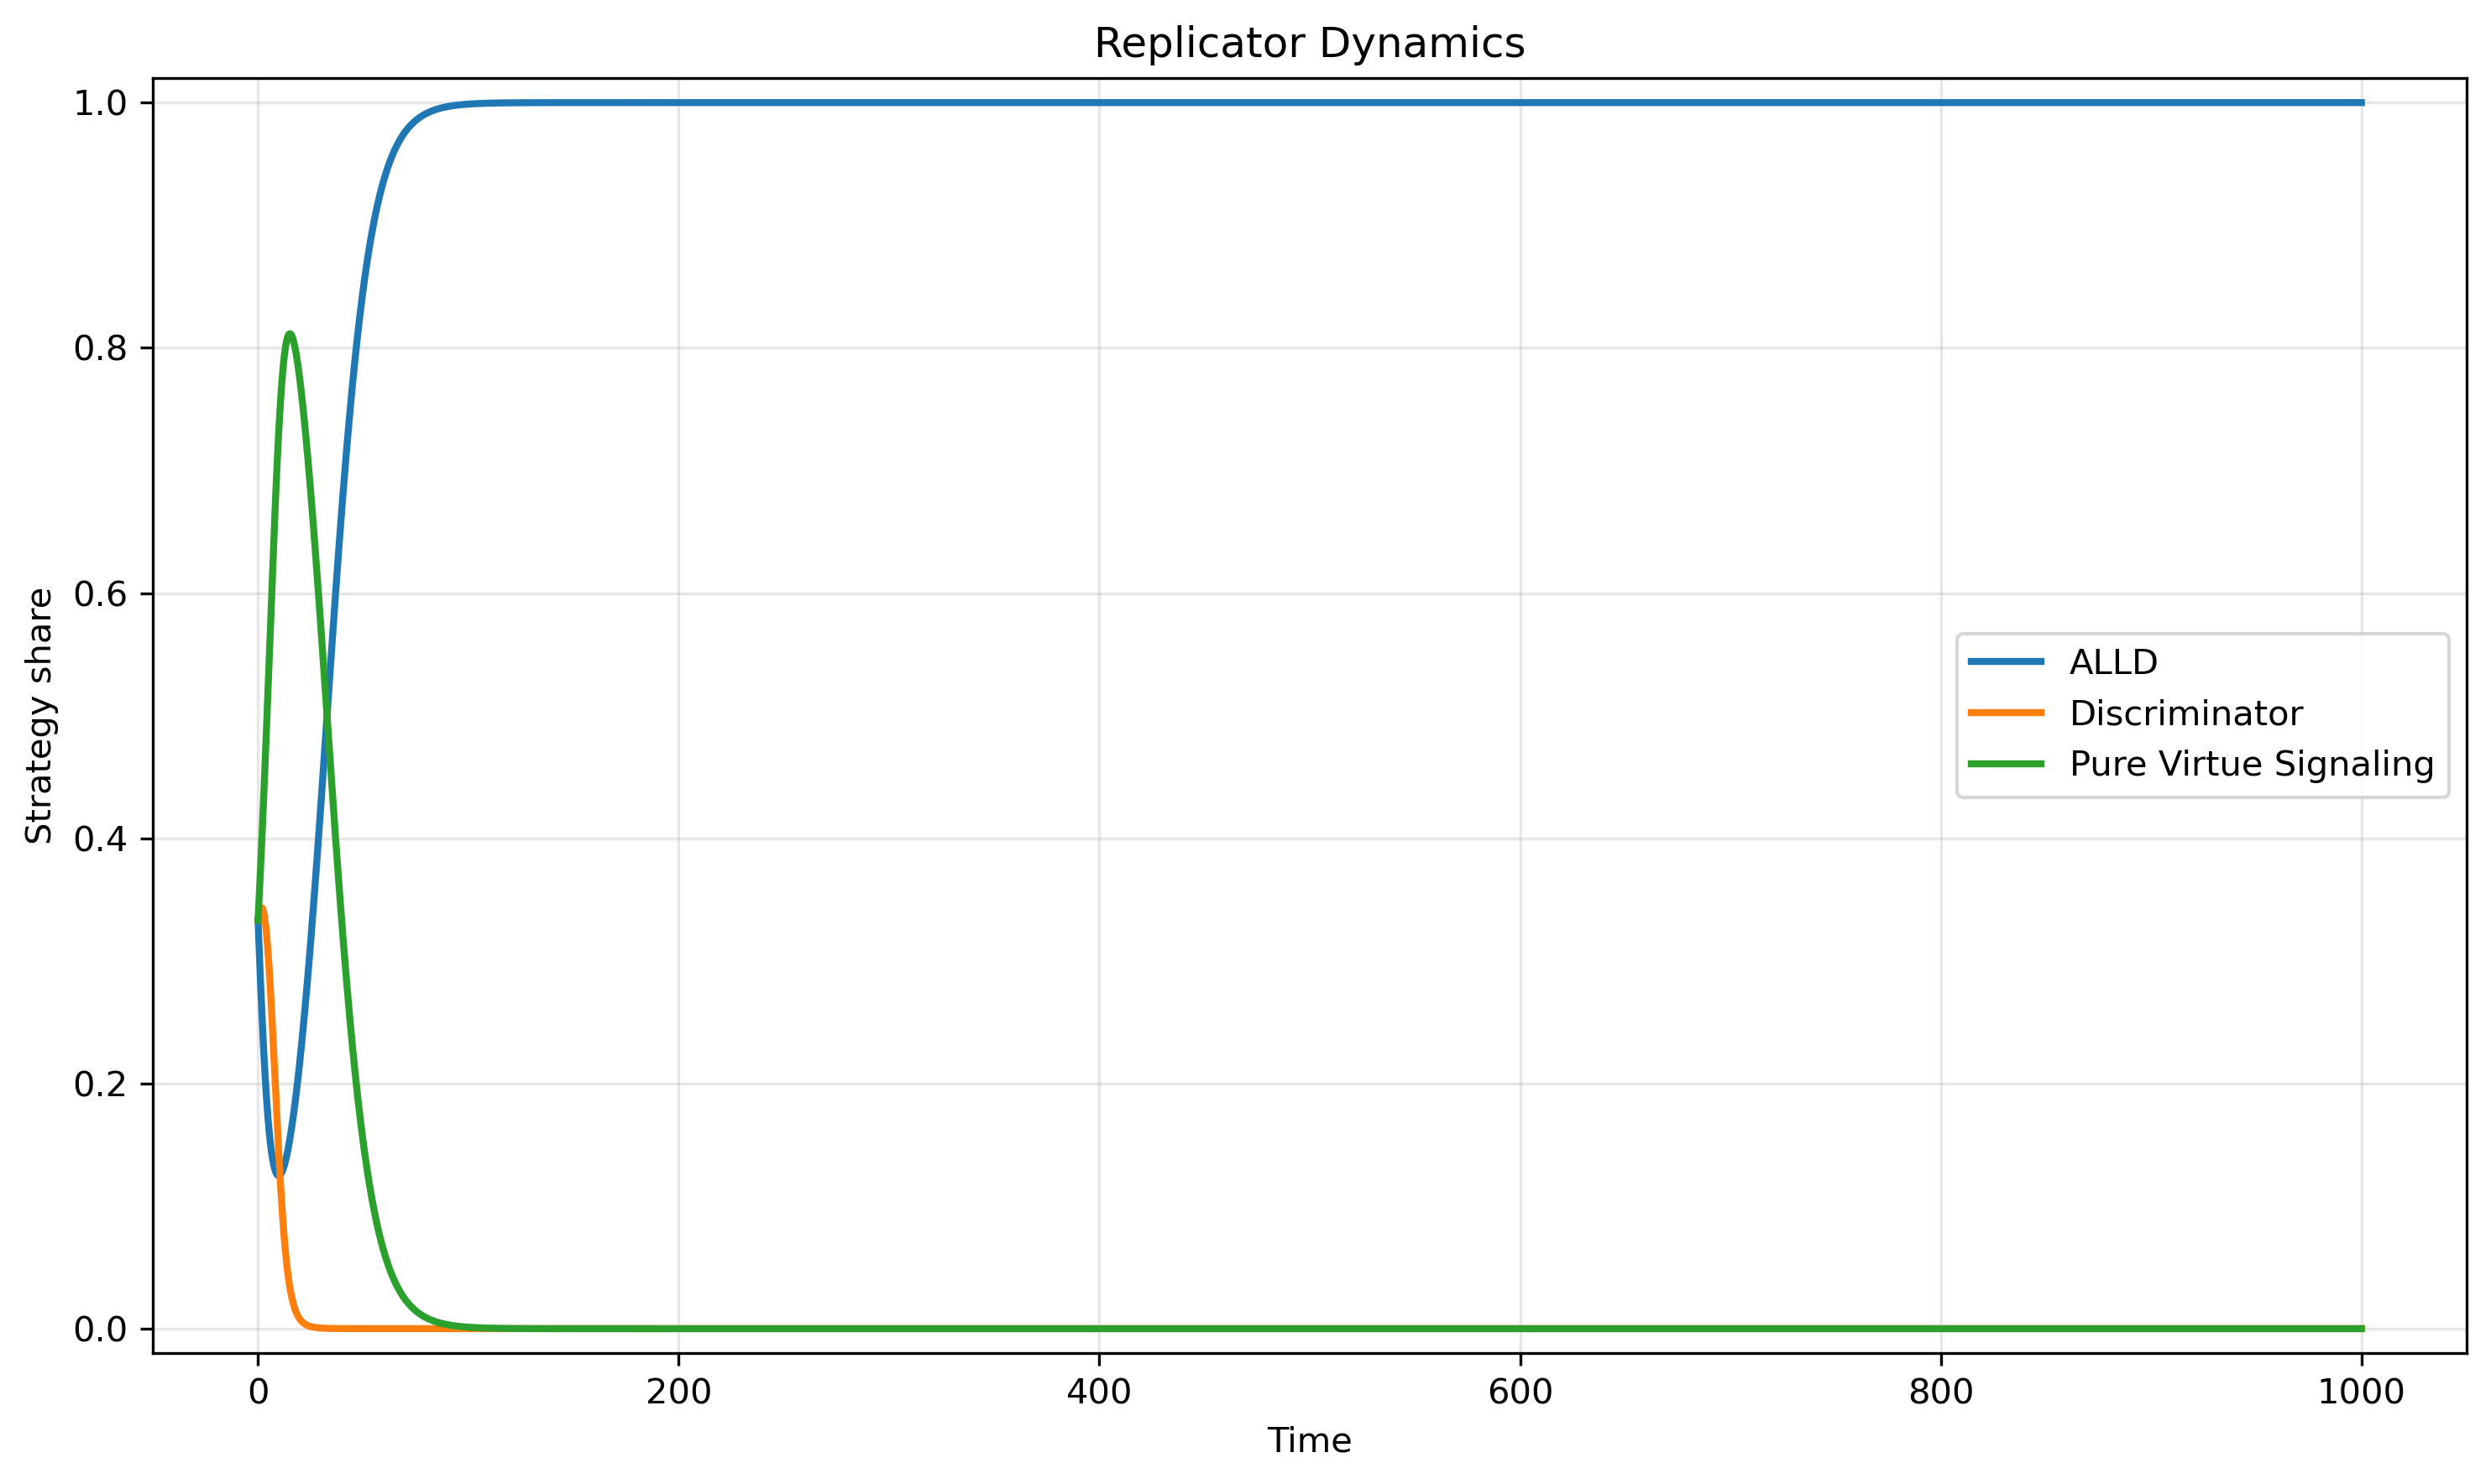 Replicator Dynamics
1.0
0.8
0.6
0.4
0.2
0.0
Strategy share
ALLD
Discriminator
Pure Virtue Signaling
0 200 400 600 800 1000
Time